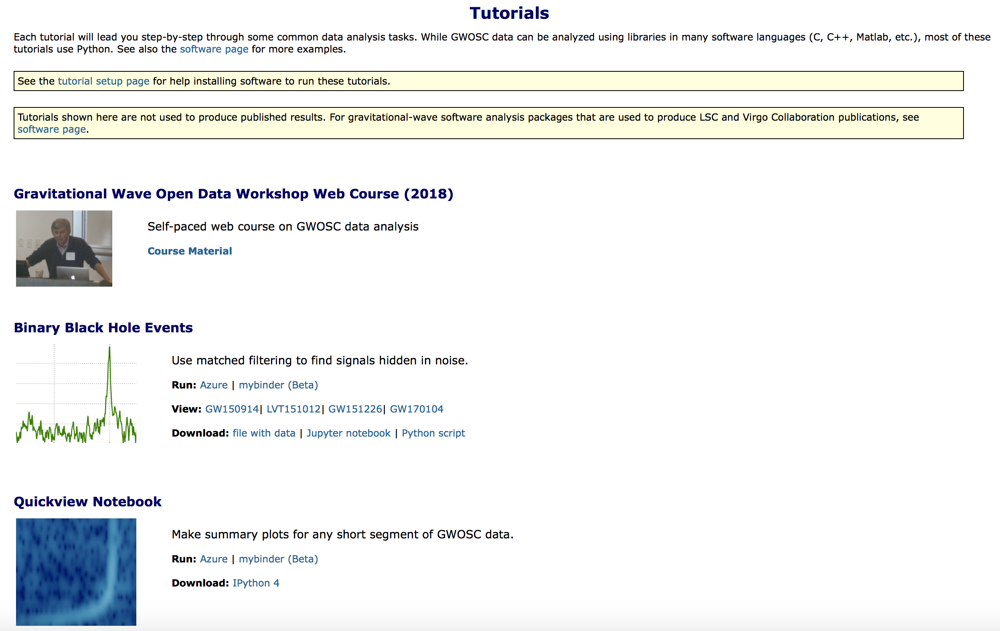 Tutorials
Each tutorial will lead you step-by-step through some common data analysis tasks. While GWOSC data can be analyzed using libraries in many software languages (C, C++, Matlab, etc.), most of these
tutorials use Python. See also the software page for more examples.
See the tutorial setup page for help installing software to run these tutorials.
Tutorials shown here are not used to produce published results. For gravitational-wave software analysis packages that are used to produce LSC and Virgo Collaboration publications, see
software page.
Gravitational Wave Open Data Workshop Web Course (2018)
Self-paced web course on GWOSC data analysis
Course Material
Binary Black Hole Events
Use matched filtering to find signals hidden in noise.
Run: Azure | mybinder (Beta)
View: GW150914| LVT151012| GW151226| GW170104
Download: file with data | Jupyter notebook | Python script
Quickview Notebook
Make summary plots for any short segment of GWOSC data.
Run: Azure | mybinder (Beta)
Download: IPython 4